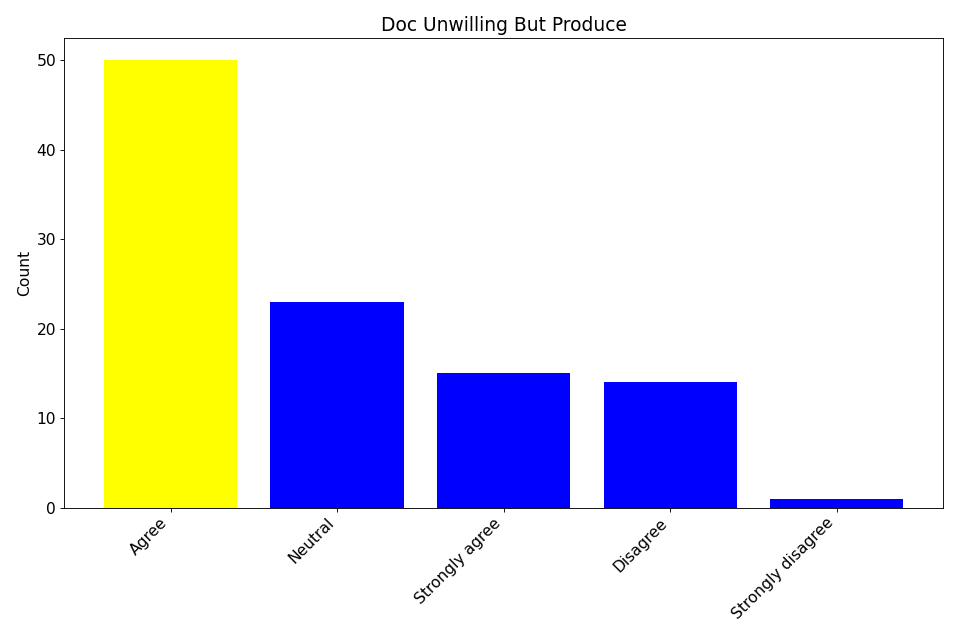 Doc Unwilling But Produce
Count
50
40
30
20
10
0
Agree
Neutral
Strongly agree
Disagree
Strongly disagree